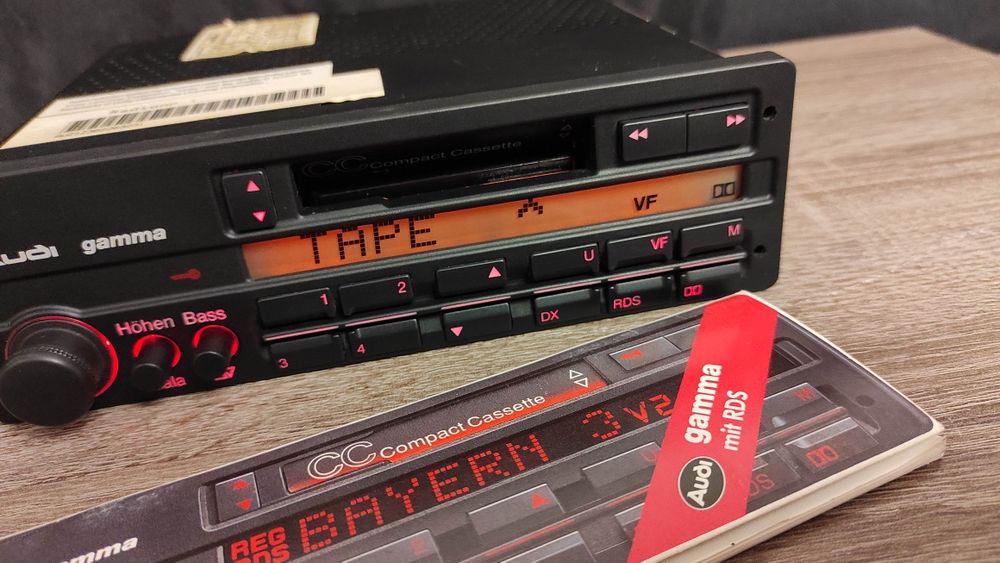 CC Compact Cassette
Audi gamma
TAPE VF
Höhen Bass
1 2 U VF M
3 4 DX RDS
CC Compact Cassette
BAYERN 3 V2
REG
RDS
gamma
Audi gamma
mit RDS
M